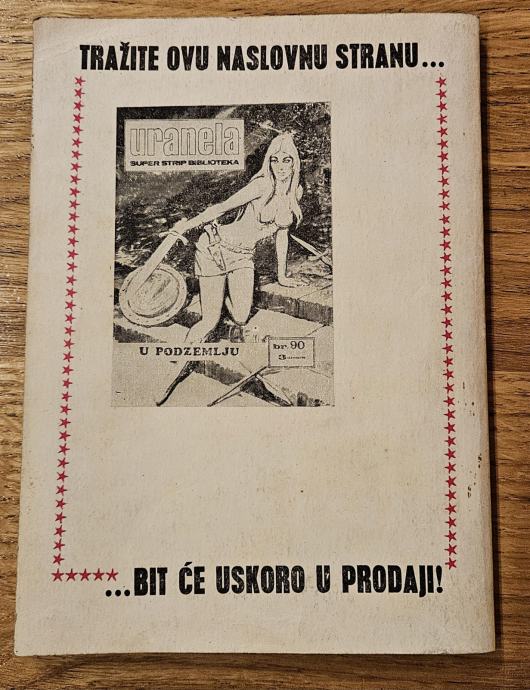 TRAŽITE OVU NASLOVNU STRANU...
uranela
SUPER STRIP BIBLIOTEKA
U PODZEMLJU
br. 90
...BIT ĆE USKORO U PRODAJI!